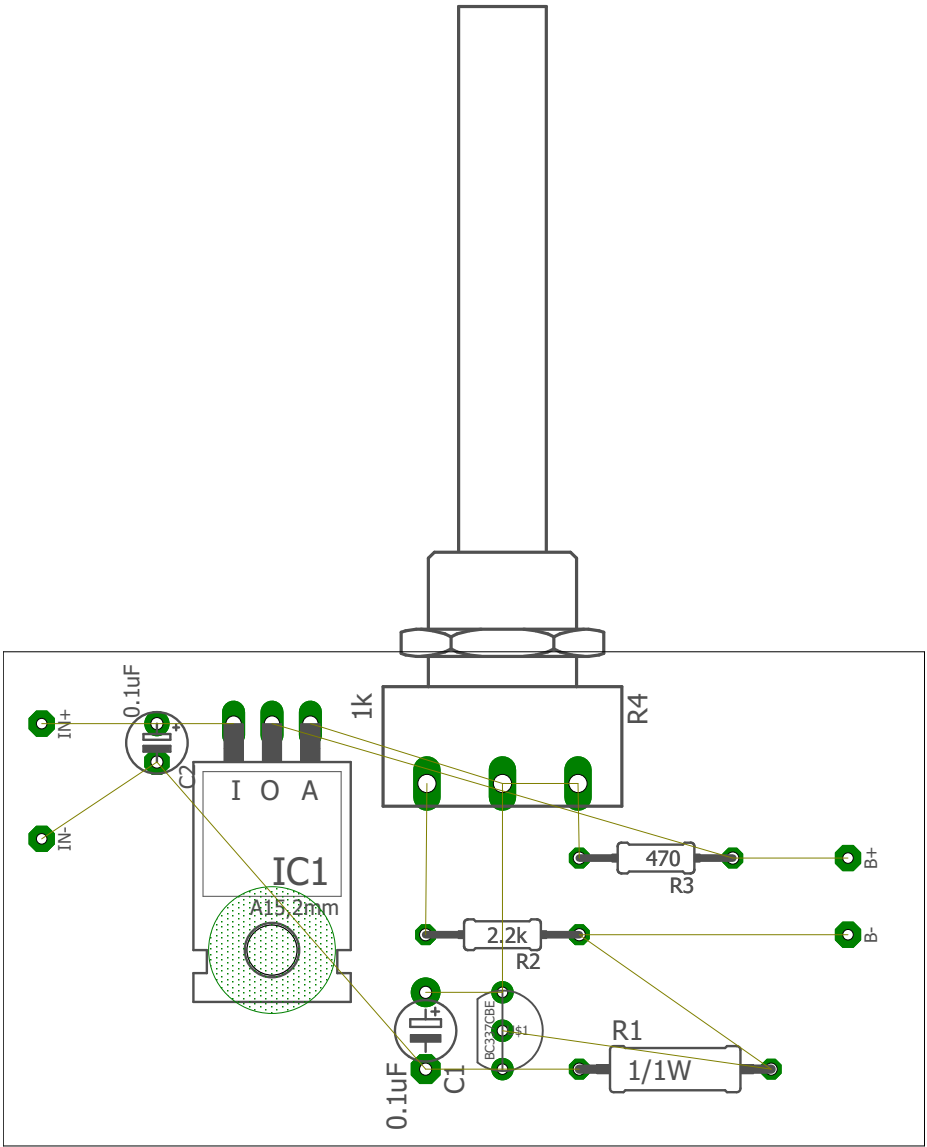 0.1uF
IN+
C2
IN-
1k
R4
I O A
IC1
A15,2mm
470
R3
B+
B-
2.2k
R2
BC337CBE
R1
1/1W
0.1uF
C1
+
+